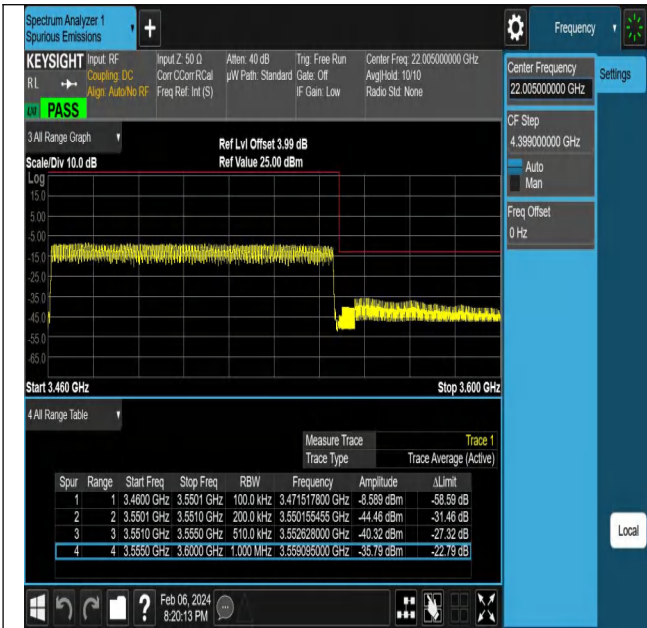 Spectrum Analyzer 1
Spurious Emissions
+
Frequency
KEYSIGHT Input: RF Input Z: 50 Ω Atten: 40 dB Trig: Free Run Center Freq: 22.005000000 GHz
RL Coupling: DC Corr CCorr RCal µW Path: Standard Gate: Off Avg|Hold: 10/10
Align: Auto/No RF Freq Ref: Int (S) IF Gain: Low Radio Std: None
LXI PASS
Center Frequency
22.005000000 GHz
Settings
CF Step
4.399000000 GHz
Auto
Man
Freq Offset
0 Hz
3 All Range Graph
Ref Lvl Offset 3.99 dB
Scale/Div 10.0 dB Ref Value 25.00 dBm
Log
15.0
5.00
-5.00
-15.0
-25.0
-35.0
-45.0
-55.0
-65.0
Start 3.460 GHz Stop 3.600 GHz
4 All Range Table
Measure Trace Trace 1
Trace Type Trace Average (Active)
Spur Range Start Freq Stop Freq RBW Frequency Amplitude ΔLimit
1 1 3.4600 GHz 3.5501 GHz 100.0 kHz 3.471517800 GHz -8.589 dBm -58.59 dB
2 2 3.5501 GHz 3.5510 GHz 200.0 kHz 3.550155455 GHz -44.46 dBm -31.46 dB
3 3 3.5510 GHz 3.5550 GHz 510.0 kHz 3.552628000 GHz -40.32 dBm -27.32 dB
4 4 3.5550 GHz 3.6000 GHz 1.000 MHz 3.559095000 GHz -35.79 dBm -22.79 dB
Local
?
Feb 06, 2024
8:20:13 PM